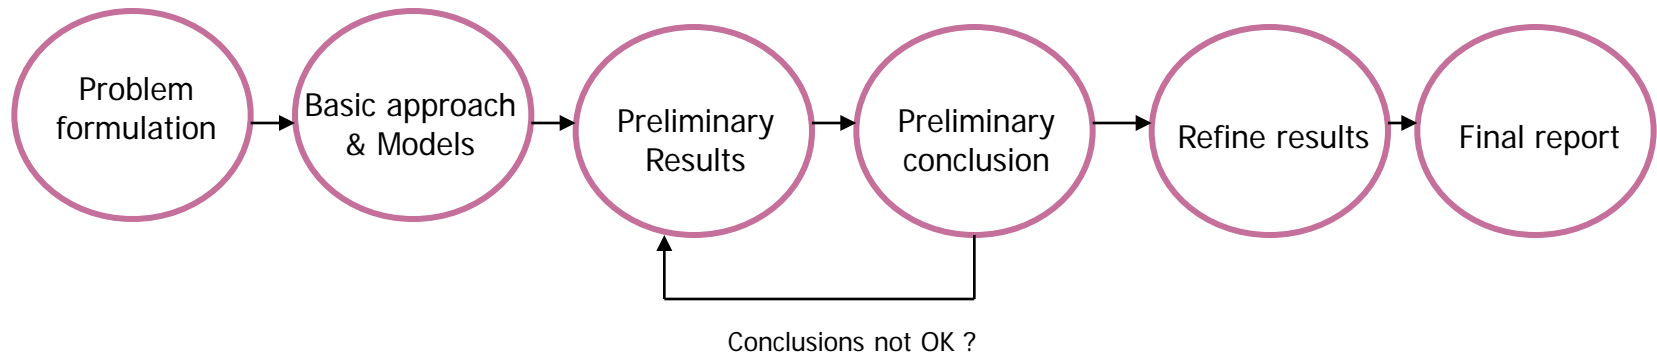 Problem
formulation
Basic approach
& Models
Preliminary
Results
Preliminary
conclusion
Refine results
Final report
Conclusions not OK ?